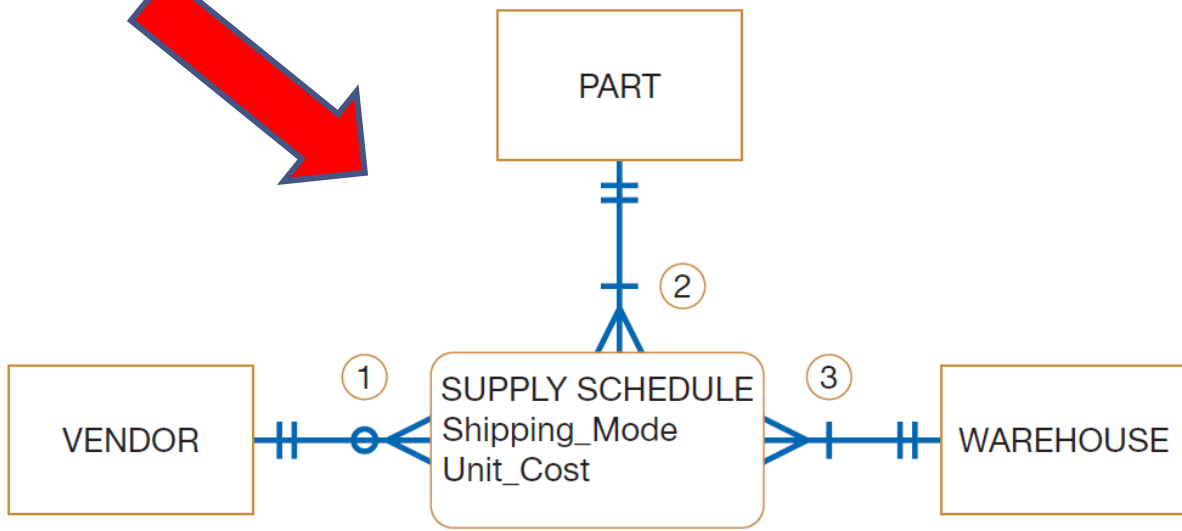 PART
2
1
3
VENDOR
SUPPLY SCHEDULE
Shipping_Mode
Unit_Cost
WAREHOUSE